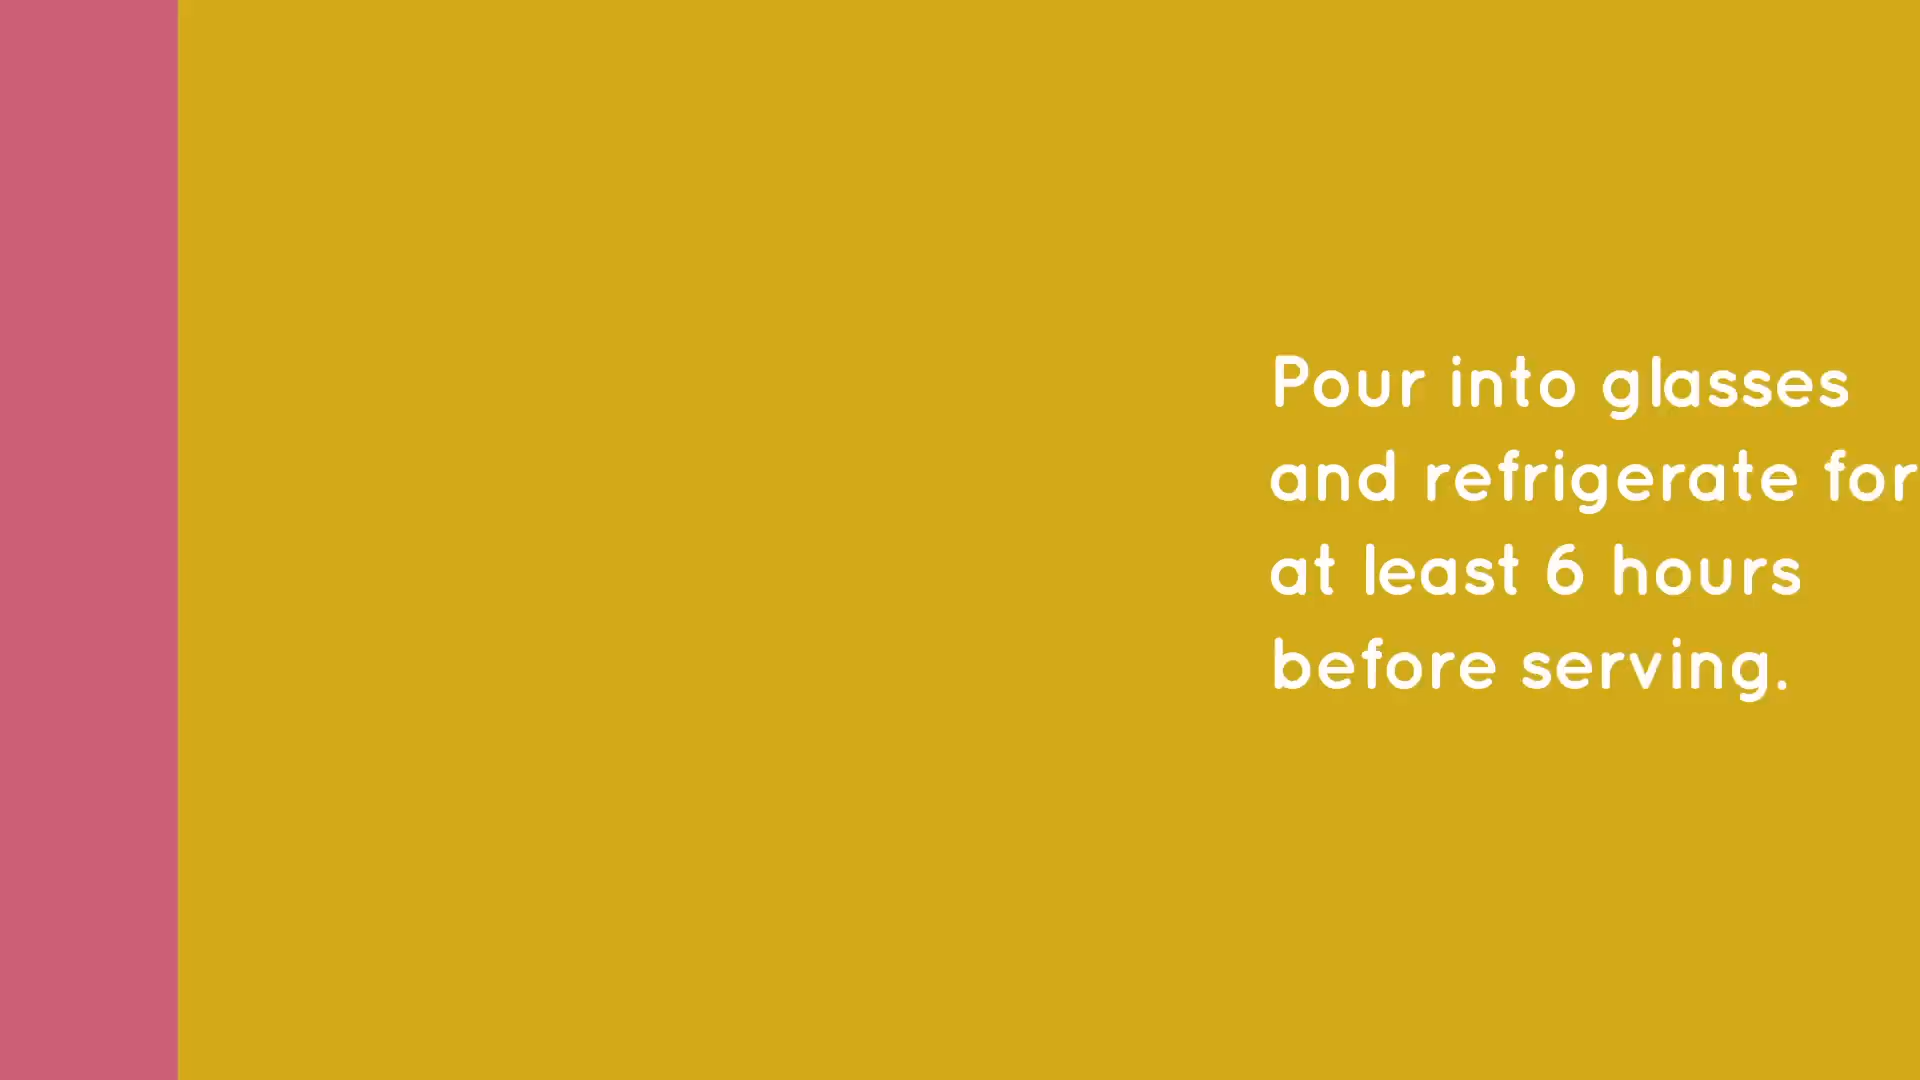 Pour into glasses
and refrigerate for
at least 6 hours
before serving.